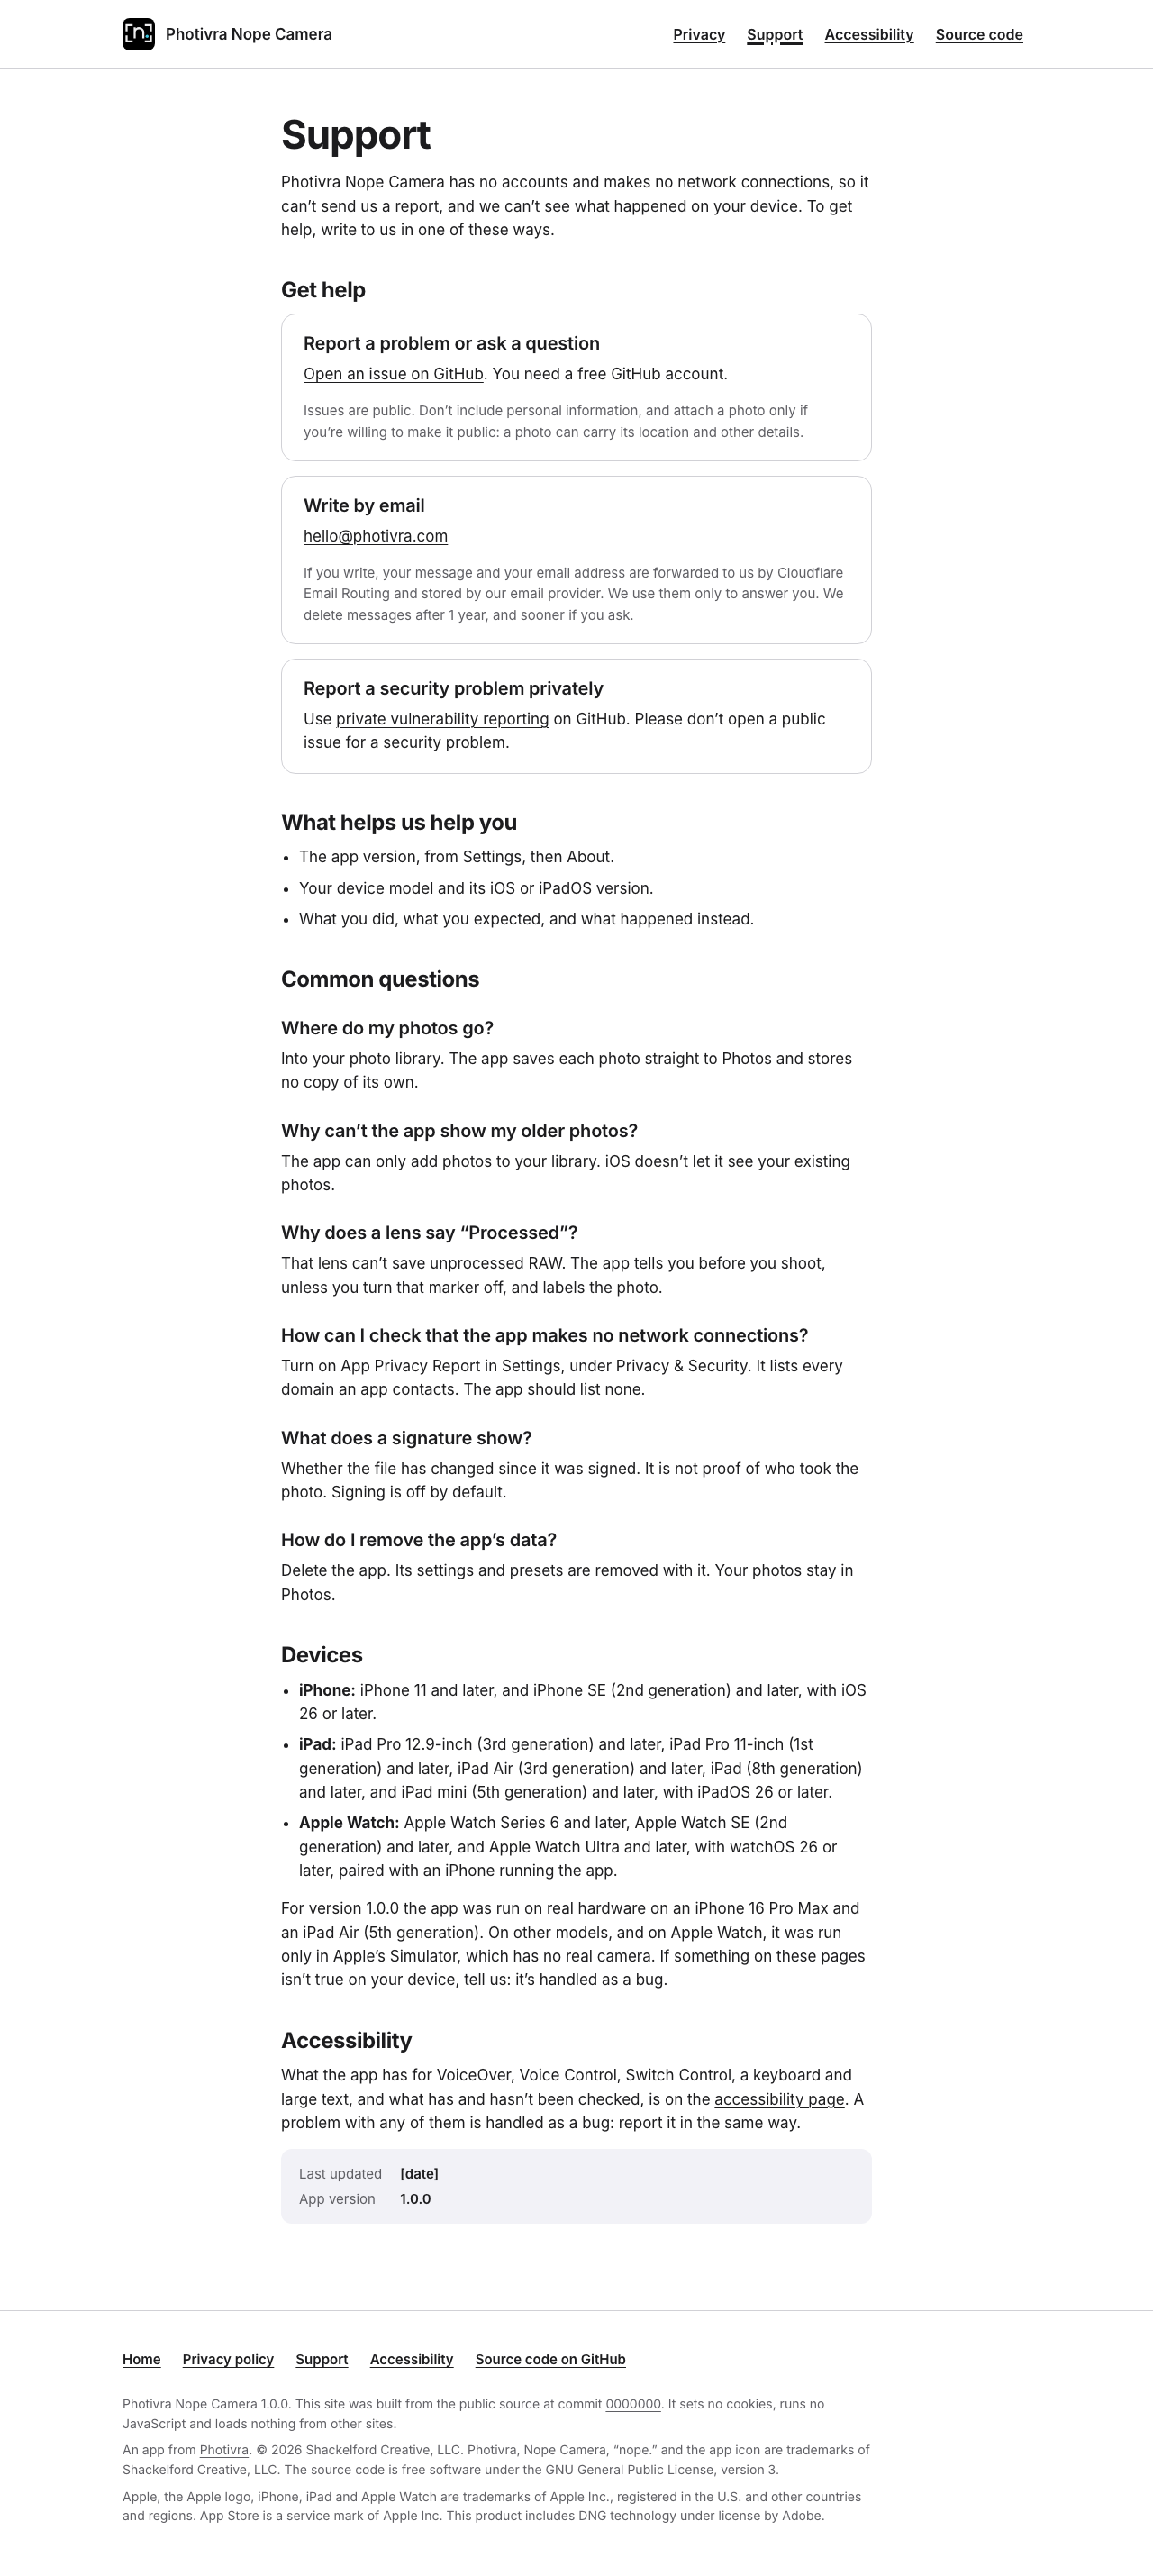 Photivra Nope Camera
Privacy
Support
Accessibility
Source code
Support
Photivra Nope Camera has no accounts and makes no network connections, so it
can’t send us a report, and we can’t see what happened on your device. To get
help, write to us in one of these ways.
Get help
Report a problem or ask a question
Open an issue on GitHub. You need a free GitHub account.
Issues are public. Don’t include personal information, and attach a photo only if
you’re willing to make it public: a photo can carry its location and other details.
Write by email
hello@photivra.com
If you write, your message and your email address are forwarded to us by Cloudflare
Email Routing and stored by our email provider. We use them only to answer you. We
delete messages after 1 year, and sooner if you ask.
Report a security problem privately
Use private vulnerability reporting on GitHub. Please don’t open a public
issue for a security problem.
What helps us help you
• The app version, from Settings, then About.
• Your device model and its iOS or iPadOS version.
• What you did, what you expected, and what happened instead.
Common questions
Where do my photos go?
Into your photo library. The app saves each photo straight to Photos and stores
no copy of its own.
Why can’t the app show my older photos?
The app can only add photos to your library. iOS doesn’t let it see your existing
photos.
Why does a lens say “Processed”?
That lens can’t save unprocessed RAW. The app tells you before you shoot,
unless you turn that marker off, and labels the photo.
How can I check that the app makes no network connections?
Turn on App Privacy Report in Settings, under Privacy & Security. It lists every
domain an app contacts. The app should list none.
What does a signature show?
Whether the file has changed since it was signed. It is not proof of who took the
photo. Signing is off by default.
How do I remove the app’s data?
Delete the app. Its settings and presets are removed with it. Your photos stay in
Photos.
Devices
• iPhone: iPhone 11 and later, and iPhone SE (2nd generation) and later, with iOS
26 or later.
• iPad: iPad Pro 12.9-inch (3rd generation) and later, iPad Pro 11-inch (1st
generation) and later, iPad Air (3rd generation) and later, iPad (8th generation)
and later, and iPad mini (5th generation) and later, with iPadOS 26 or later.
• Apple Watch: Apple Watch Series 6 and later, Apple Watch SE (2nd
generation) and later, and Apple Watch Ultra and later, with watchOS 26 or
later, paired with an iPhone running the app.
For version 1.0.0 the app was run on real hardware on an iPhone 16 Pro Max and
an iPad Air (5th generation). On other models, and on Apple Watch, it was run
only in Apple’s Simulator, which has no real camera. If something on these pages
isn’t true on your device, tell us: it’s handled as a bug.
Accessibility
What the app has for VoiceOver, Voice Control, Switch Control, a keyboard and
large text, and what has and hasn’t been checked, is on the accessibility page. A
problem with any of them is handled as a bug: report it in the same way.
Last updated [date]
App version 1.0.0
Home
Privacy policy
Support
Accessibility
Source code on GitHub
Photivra Nope Camera 1.0.0. This site was built from the public source at commit 0000000. It sets no cookies, runs no
JavaScript and loads nothing from other sites.
An app from Photivra. © 2026 Shackelford Creative, LLC. Photivra, Nope Camera, “nope.” and the app icon are trademarks of
Shackelford Creative, LLC. The source code is free software under the GNU General Public License, version 3.
Apple, the Apple logo, iPhone, iPad and Apple Watch are trademarks of Apple Inc., registered in the U.S. and other countries
and regions. App Store is a service mark of Apple Inc. This product includes DNG technology under license by Adobe.